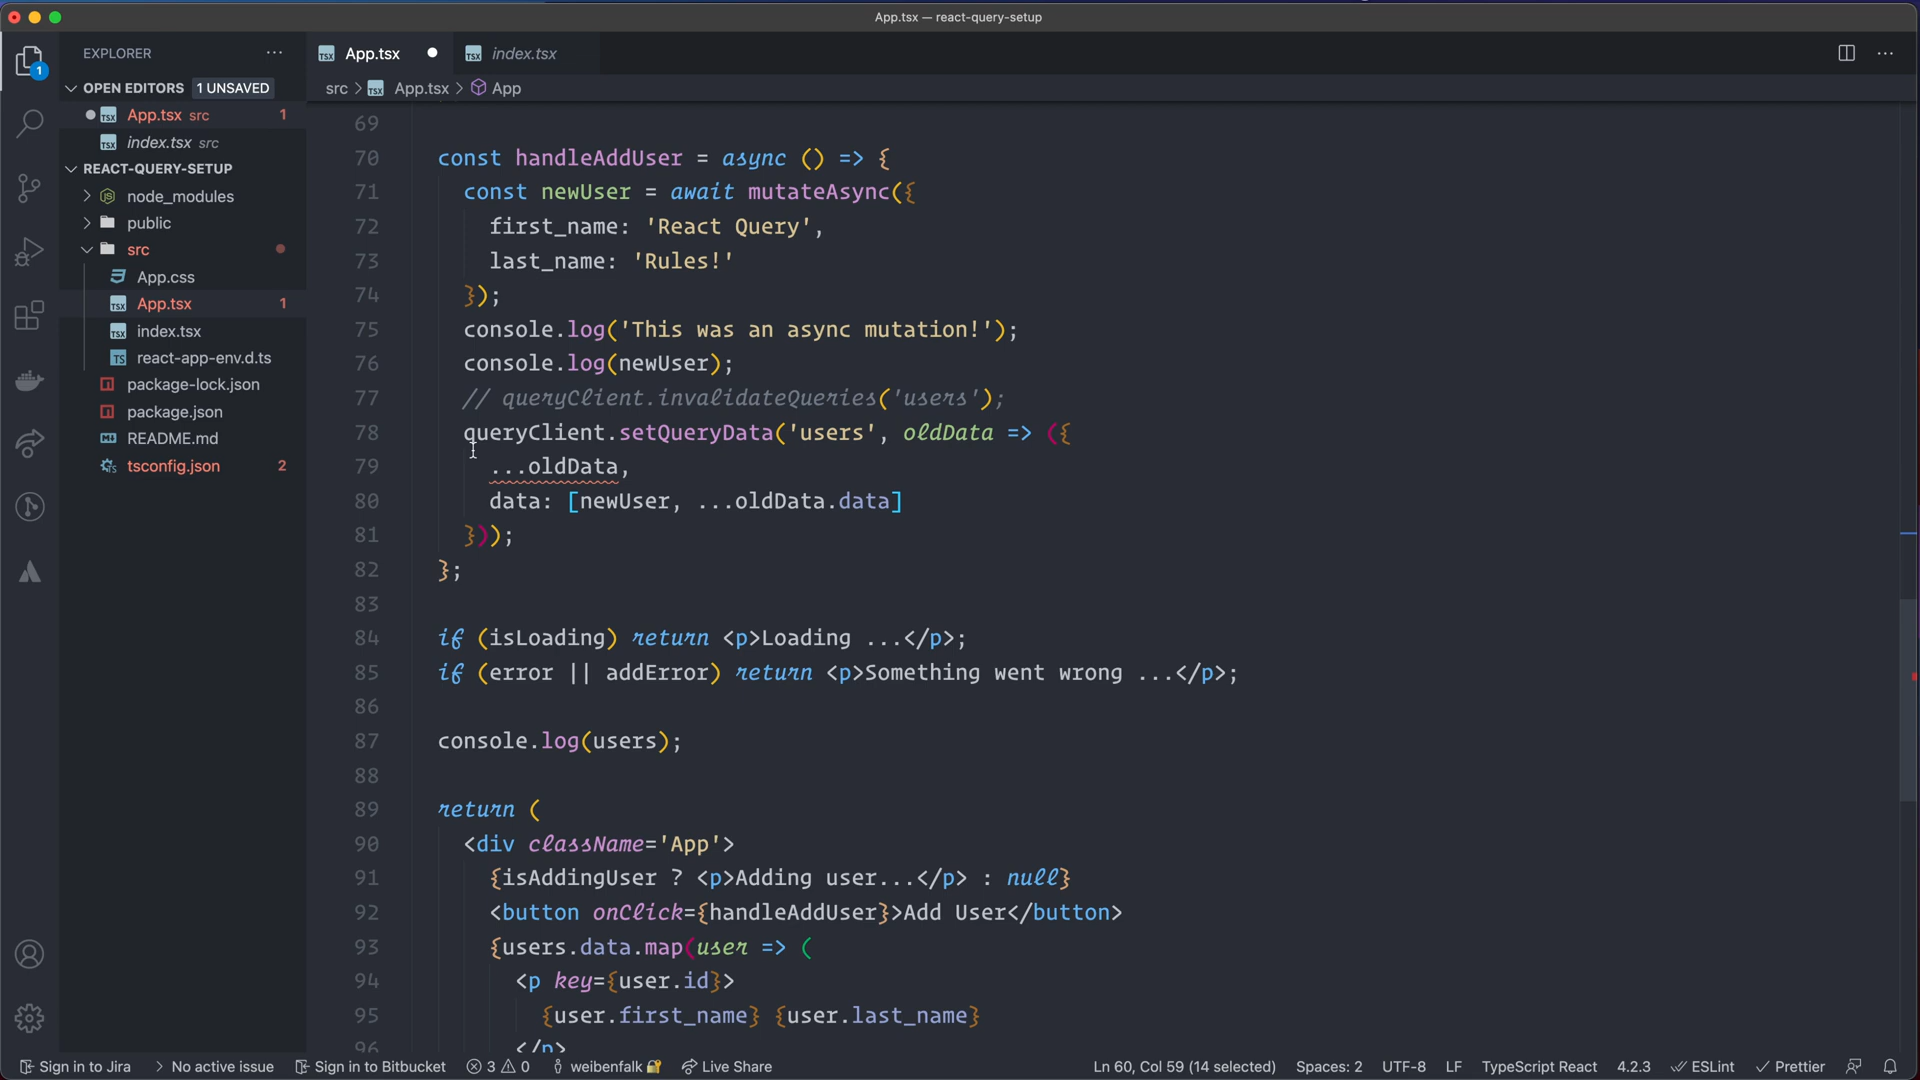 App.tsx — react-query-setup
EXPLORER
OPEN EDITORS 1 UNSAVED
App.tsx src 1
index.tsx src
REACT-QUERY-SETUP
node_modules
public
src
App.css
App.tsx 1
index.tsx
react-app-env.d.ts
package-lock.json
package.json
README.md
tsconfig.json 2
App.tsx
index.tsx
src > App.tsx > App
69
70 const handleAddUser = async () => {
71 const newUser = await mutateAsync({
72 first_name: 'React Query',
73 last_name: 'Rules!'
74 });
75 console.log('This was an async mutation!');
76 console.log(newUser);
77 // queryClient.invalidateQueries('users');
78 queryClient.setQueryData('users', oldData => ({
79 ...oldData,
80 data: [newUser, ...oldData.data]
81 }));
82 };
83
84 if (isLoading) return <p>Loading ...</p>;
85 if (error || addError) return <p>Something went wrong ...</p>;
86
87 console.log(users);
88
89 return (
90 <div className='App'>
91 {isAddingUser ? <p>Adding user...</p> : null}
92 <button onClick={handleAddUser}>Add User</button>
93 {users.data.map(user => (
94 <p key={user.id}>
95 {user.first_name} {user.last_name}
96 </p>
Sign in to Jira > No active issue Sign in to Bitbucket 3 0 weibenfalk Live Share Ln 60, Col 59 (14 selected) Spaces: 2 UTF-8 LF TypeScript React 4.2.3 ESLint Prettier